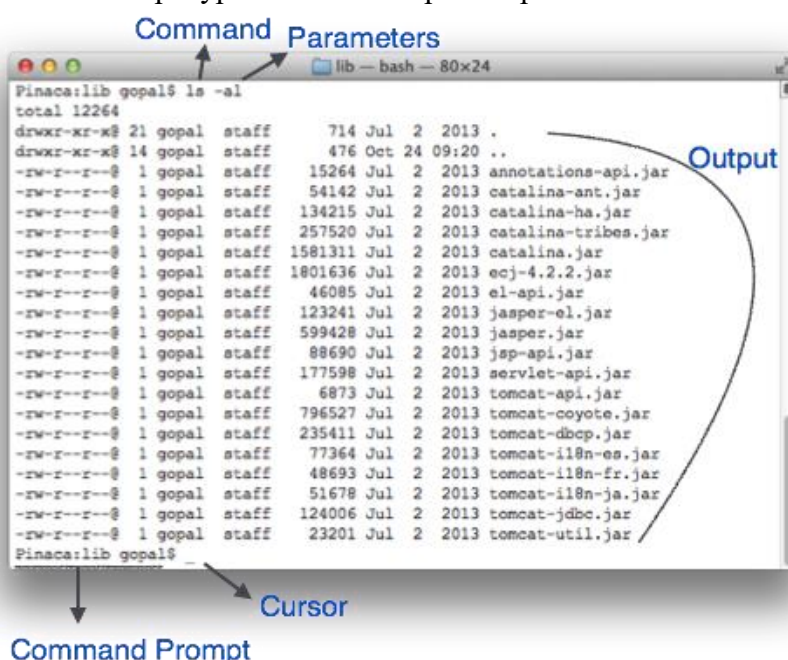 Command Parameters
lib — bash — 80×24
Pinaca:lib gopal$ ls -al
total 12264
drwxr-xr-x@ 21 gopal staff 714 Jul 2 2013 .
drwxr-xr-x@ 14 gopal staff 476 Oct 24 09:20 ..
-rw-r--r--@ 1 gopal staff 15264 Jul 2 2013 annotations-api.jar
-rw-r--r--@ 1 gopal staff 54142 Jul 2 2013 catalina-ant.jar
-rw-r--r--@ 1 gopal staff 134215 Jul 2 2013 catalina-ha.jar
-rw-r--r--@ 1 gopal staff 257520 Jul 2 2013 catalina-tribes.jar
-rw-r--r--@ 1 gopal staff 1581311 Jul 2 2013 catalina.jar
-rw-r--r--@ 1 gopal staff 1801636 Jul 2 2013 ecj-4.2.2.jar
-rw-r--r--@ 1 gopal staff 46085 Jul 2 2013 el-api.jar
-rw-r--r--@ 1 gopal staff 123241 Jul 2 2013 jasper-el.jar
-rw-r--r--@ 1 gopal staff 599428 Jul 2 2013 jasper.jar
-rw-r--r--@ 1 gopal staff 88690 Jul 2 2013 jsp-api.jar
-rw-r--r--@ 1 gopal staff 177598 Jul 2 2013 servlet-api.jar
-rw-r--r--@ 1 gopal staff 6873 Jul 2 2013 tomcat-api.jar
-rw-r--r--@ 1 gopal staff 796527 Jul 2 2013 tomcat-coyote.jar
-rw-r--r--@ 1 gopal staff 235411 Jul 2 2013 tomcat-dbcp.jar
-rw-r--r--@ 1 gopal staff 77364 Jul 2 2013 tomcat-i18n-es.jar
-rw-r--r--@ 1 gopal staff 48693 Jul 2 2013 tomcat-i18n-fr.jar
-rw-r--r--@ 1 gopal staff 51678 Jul 2 2013 tomcat-i18n-ja.jar
-rw-r--r--@ 1 gopal staff 124006 Jul 2 2013 tomcat-jdbc.jar
-rw-r--r--@ 1 gopal staff 23201 Jul 2 2013 tomcat-util.jar
Pinaca:lib gopal$ _
Output
Cursor
Command Prompt